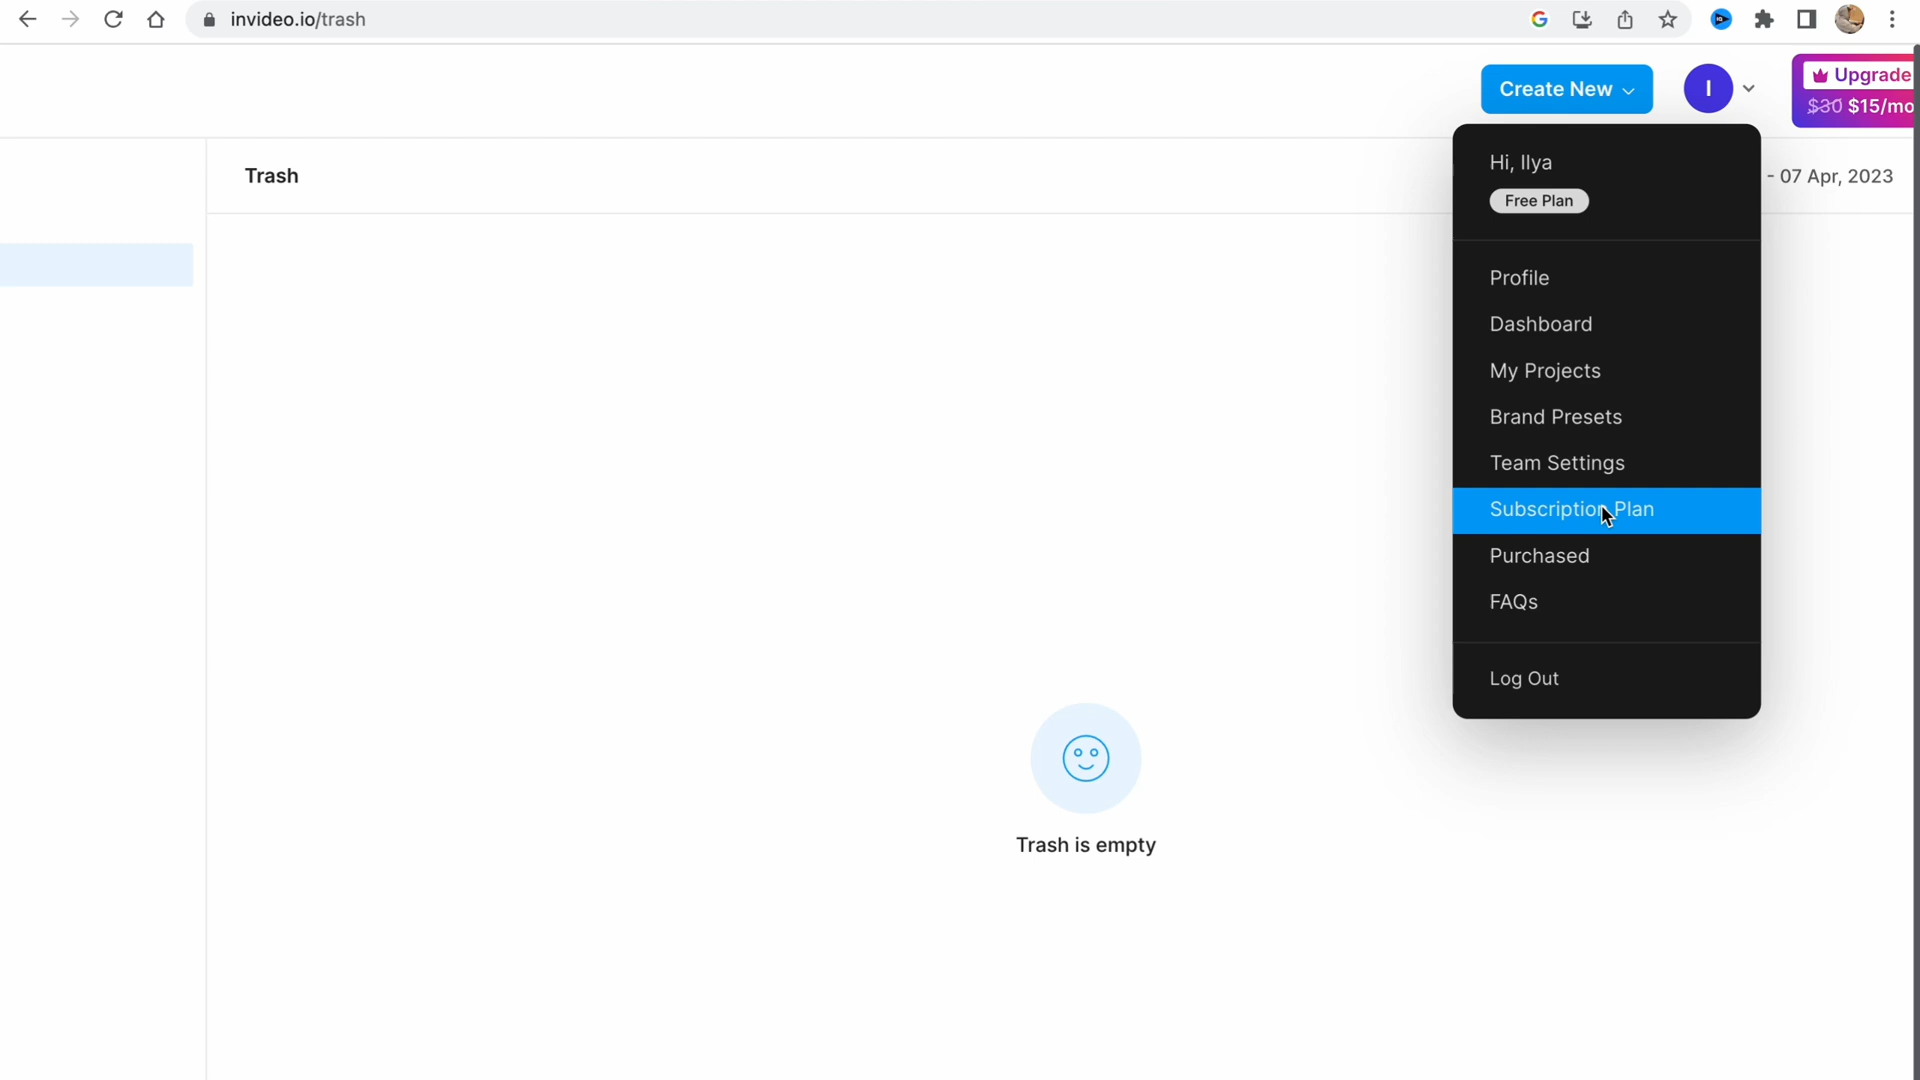 invideo.io/trash
Create New
I
Upgrade
$30 $15/mo
Trash
- 07 Apr, 2023
Hi, Ilya
Free Plan
Profile
Dashboard
My Projects
Brand Presets
Team Settings
Subscription Plan
Purchased
FAQs
Log Out
Trash is empty